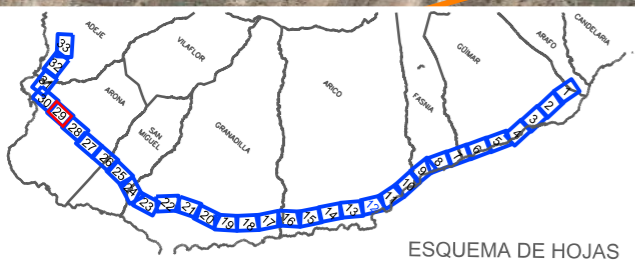 ADEJE
VILAFLOR
ARONA
SAN
MIGUEL
GRANADILLA
ARICO
FASNIA
GÜIMAR
ARAFO
CANDELARIA
33
32
31
30
29
28
27
26
25
24
23
22
21
20
19
18
17
16
15
14
13
12
11
10
9
8
7
6
5
4
3
2
1
ESQUEMA DE HOJAS